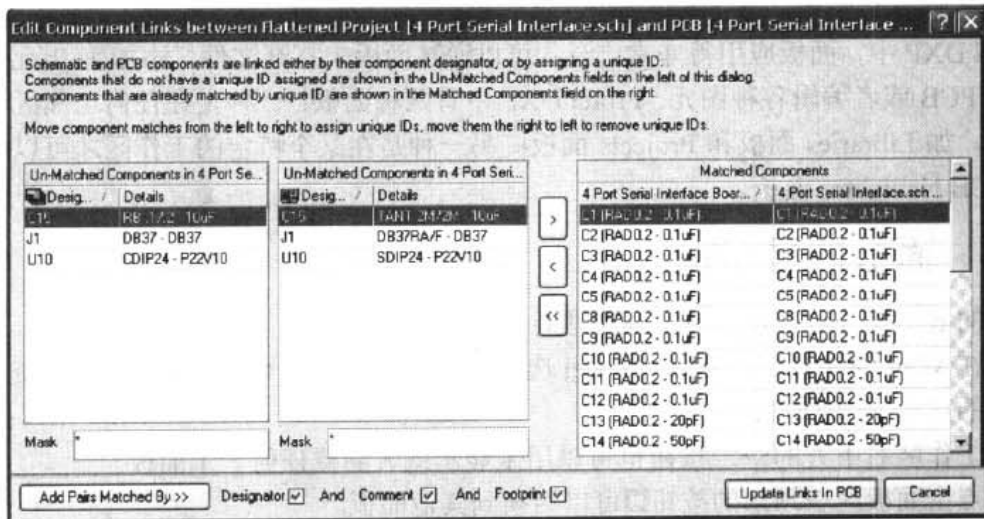 Edit Component Links between Flattened Project [4 Port Serial Interface.sch] and PCB [4 Port Serial Interface ...
Schematic and PCB components are linked either by their component designator, or by assigning a unique ID.
Components that do not have a unique ID assigned are shown in the Un-Matched Components fields on the left of this dialog.
Components that are already matched by unique ID are shown in the Matched Components field on the right.
Move component matches from the left to right to assign unique IDs, move them the right to left to remove unique IDs.
Un-Matched Components in 4 Port Se...
Desig... / Details
C15 RB.1/.2 - 10uF
J1 DB37 - DB37
U10 CDIP24 - P22V10
Mask *
Un-Matched Components in 4 Port Seri...
Desig... / Details
C15 TANT 2M/2M - 10uF
J1 DB37RA/F - DB37
U10 SDIP24 - P22V10
Mask *
>
<
<<
Matched Components
4 Port Serial Interface Boar... / 4 Port Serial Interface.sch ...
C1 (RAD0.2 - 0.1uF) C1 (RAD0.2 - 0.1uF)
C2 (RAD0.2 - 0.1uF) C2 (RAD0.2 - 0.1uF)
C3 (RAD0.2 - 0.1uF) C3 (RAD0.2 - 0.1uF)
C4 (RAD0.2 - 0.1uF) C4 (RAD0.2 - 0.1uF)
C5 (RAD0.2 - 0.1uF) C5 (RAD0.2 - 0.1uF)
C8 (RAD0.2 - 0.1uF) C8 (RAD0.2 - 0.1uF)
C9 (RAD0.2 - 0.1uF) C9 (RAD0.2 - 0.1uF)
C10 (RAD0.2 - 0.1uF) C10 (RAD0.2 - 0.1uF)
C11 (RAD0.2 - 0.1uF) C11 (RAD0.2 - 0.1uF)
C12 (RAD0.2 - 0.1uF) C12 (RAD0.2 - 0.1uF)
C13 (RAD0.2 - 20pF) C13 (RAD0.2 - 20pF)
C14 (RAD0.2 - 50pF) C14 (RAD0.2 - 50pF)
Add Pairs Matched By >> Designator And Comment And Footprint Update Links In PCB Cancel